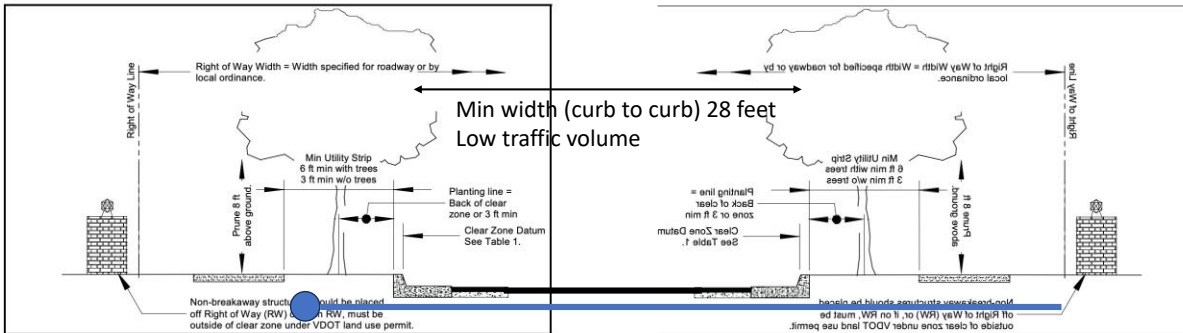 Right of Way Line
Right of Way Width = Width specified for roadway or by
local ordinance.
Min width (curb to curb) 28 feet
Low traffic volume
Min Utility Strip
6 ft min with trees
3 ft min w/o trees
Prune 8 ft
above ground.
Planting line =
Back of clear
zone or 3 ft min
Clear Zone Datum
See Table 1.
Non-breakaway be placed
off Right of Way (RW) RW, must be
outside of clear zone under VDOT land use permit.
Right of Way Width = Width specified for roadway or by
local ordinance.
Right of Way Line
Min Utility Strip
6 ft min with trees
3 ft min w/o trees
Prune 8 ft
above ground.
Planting line =
Back of clear
zone or 3 ft min
Clear Zone Datum
See Table 1.
Non-breakaway structures should be placed
off Right of Way (RW) or, if on RW, must be
outside of clear zone under VDOT land use permit.